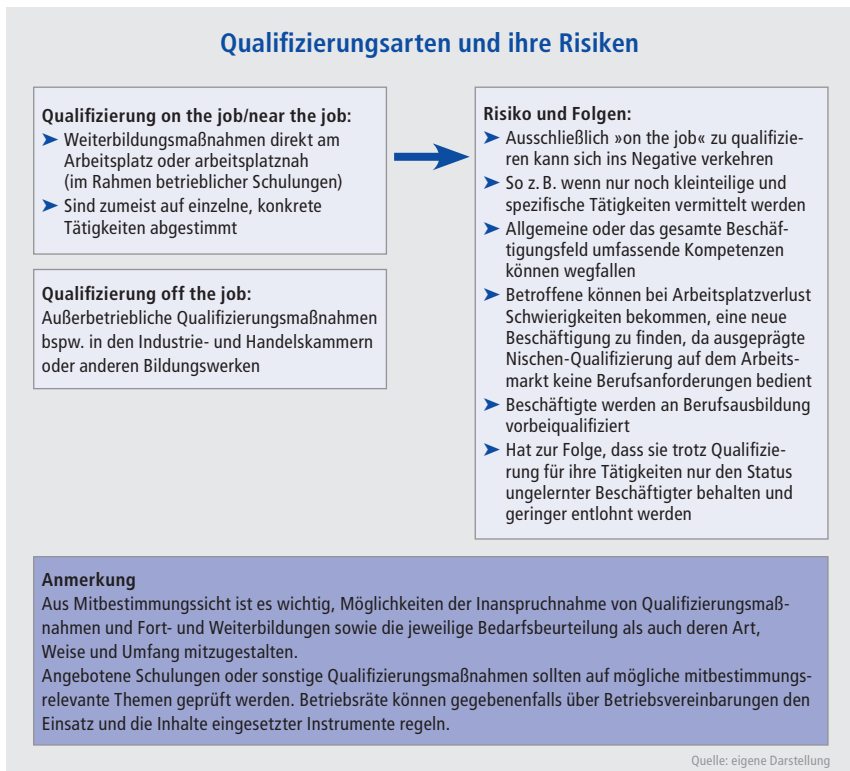 Qualifizierungsarten und ihre Risiken
Qualifizierung on the job/near the job:
➤ Weiterbildungsmaßnahmen direkt am
Arbeitsplatz oder arbeitsplatznah
(im Rahmen betrieblicher Schulungen)
➤ Sind zumeist auf einzelne, konkrete
Tätigkeiten abgestimmt
Qualifizierung off the job:
Außerbetriebliche Qualifizierungsmaßnahmen
bspw. in den Industrie- und Handelskammern
oder anderen Bildungswerken
Risiko und Folgen:
➤ Ausschließlich »on the job« zu qualifizie-
ren kann sich ins Negative verkehren
➤ So z. B. wenn nur noch kleinteilige und
spezifische Tätigkeiten vermittelt werden
➤ Allgemeine oder das gesamte Beschäf-
tigungsfeld umfassende Kompetenzen
können wegfallen
➤ Betroffene können bei Arbeitsplatzverlust
Schwierigkeiten bekommen, eine neue
Beschäftigung zu finden, da ausgeprägte
Nischen-Qualifizierung auf dem Arbeits-
markt keine Berufsanforderungen bedient
➤ Beschäftigte werden an Berufsausbildung
vorbeiqualifiziert
➤ Hat zur Folge, dass sie trotz Qualifizie-
rung für ihre Tätigkeiten nur den Status
ungelernter Beschäftigter behalten und
geringer entlohnt werden
Anmerkung
Aus Mitbestimmungssicht ist es wichtig, Möglichkeiten der Inanspruchnahme von Qualifizierungsmaß-
nahmen und Fort- und Weiterbildungen sowie die jeweilige Bedarfsbeurteilung als auch deren Art,
Weise und Umfang mitzugestalten.
Angebotene Schulungen oder sonstige Qualifizierungsmaßnahmen sollten auf mögliche mitbestimmungs-
relevante Themen geprüft werden. Betriebsräte können gegebenenfalls über Betriebsvereinbarungen den
Einsatz und die Inhalte eingesetzter Instrumente regeln.
Quelle: eigene Darstellung